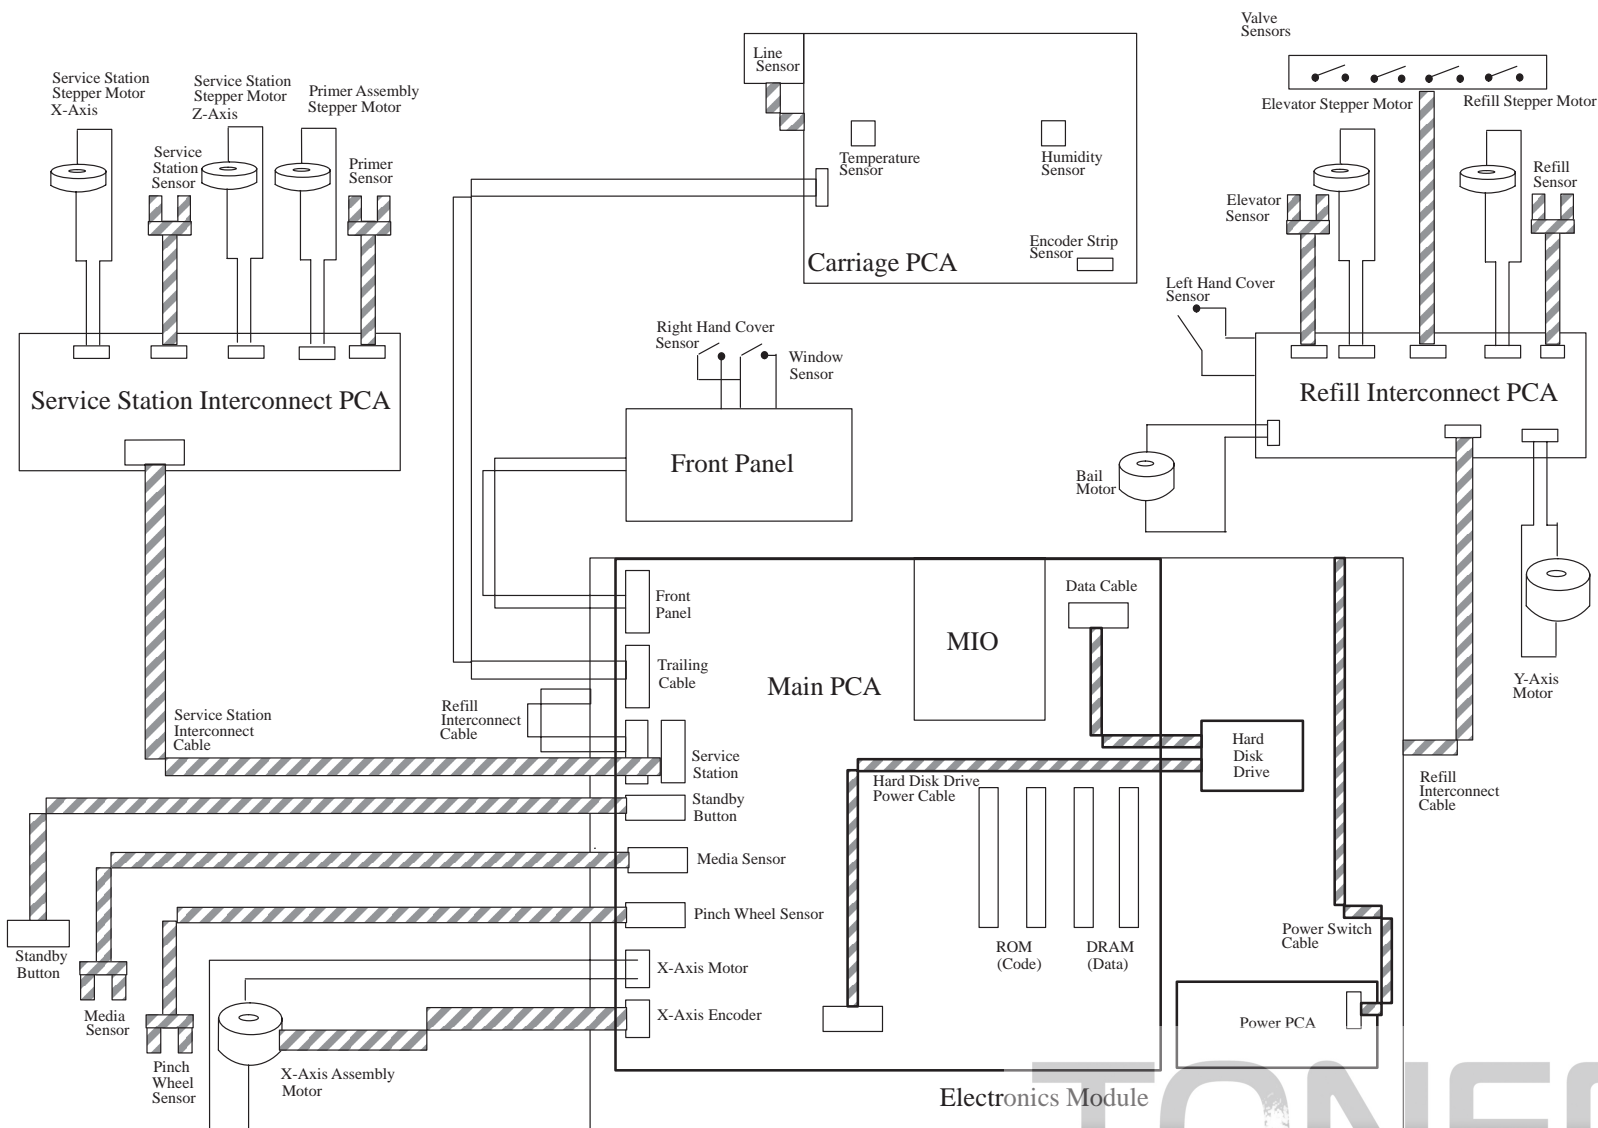 Valve
Sensors
Line
Sensor
Service Station
Stepper Motor
X-Axis
Service Station
Stepper Motor
Z-Axis
Primer Assembly
Stepper Motor
Elevator Stepper Motor
Refill Stepper Motor
Service
Station
Sensor
Primer
Sensor
Temperature
Sensor
Humidity
Sensor
Refill
Sensor
Elevator
Sensor
Encoder Strip
Sensor
Carriage PCA
Left Hand Cover
Sensor
Right Hand Cover
Sensor
Window
Sensor
Service Station Interconnect PCA
Refill Interconnect PCA
Front Panel
Bail
Motor
Front
Panel
Data Cable
MIO
Trailing
Cable
Main PCA
Y-Axis
Motor
Service Station
Interconnect
Cable
Refill
Interconnect
Cable
Service
Station
Hard
Disk
Drive
Hard Disk Drive
Power Cable
Refill
Interconnect
Cable
Standby
Button
Media Sensor
Pinch Wheel Sensor
ROM
(Code)
DRAM
(Data)
Power Switch
Cable
Standby
Button
X-Axis Motor
Media
Sensor
X-Axis Encoder
Power PCA
Pinch
Wheel
Sensor
X-Axis Assembly
Motor
Electronics Module